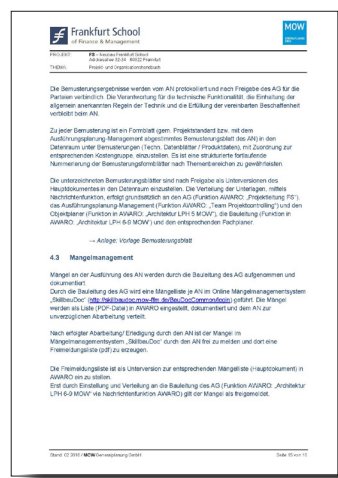 Frankfurt School
of Finance & Management
MOW
PROJEKT: FS – Neubau Frankfurt School
Adickesallee 32-34 60322 Frankfurt
THEMA: Projekt- und Organisationshandbuch
Die Bemusterungsergebnisse werden vom AN protokolliert und nach Freigabe des AG für die
Parteien verbindlich. Die Verantwortung für die technische Funktionalität, die Einhaltung der
allgemein anerkannten Regeln der Technik und die Erfüllung der vereinbarten Beschaffenheit
verbleibt beim AN.
Zu jeder Bemusterung ist ein Formblatt (gem. Projektstandard bzw. mit dem
Ausführungsplanung-Management abgestimmtes Bemusterungsblatt des AN) in den
Datenraum unter Bemusterungen (Techn. Datenblätter / Produktdaten), mit Zuordnung zur
entsprechenden Kostengruppe, einzustellen. Es ist eine strukturierte fortlaufende
Nummerierung der Bemusterungsformblätter nach Themenbereichen zu gewährleisten.
Die unterzeichneten Bemusterungsblätter sind nach Freigabe als Unterversionen des
Hauptdokumentes in den Datenraum einzustellen. Die Verteilung der Unterlagen, mittels
Nachrichtenfunktion, erfolgt grundsätzlich an den AG (Funktion AWARO: „Projektleitung FS"),
das Ausführungsplanung-Management (Funktion AWARO: „Team Projektcontrolling") und den
Objektplaner (Funktion in AWARO: „Architektur LPH 5 MOW"), die Bauleitung (Funktion in
AWARO: „Architektur LPH 6-9 MOW") und den entsprechenden Fachplaner.
→ Anlage: Vorlage Bemusterungsblatt
4.3 Mängelmanagement
Mängel an der Ausführung des AN werden durch die Bauleitung des AG aufgenommen und
dokumentiert.
Durch die Bauleitung des AG wird eine Mängelliste je AN im Online Mängelmanagementsystem
„SkillbauDoc" (http://skillbaudoc.mow-ffm.de/BauDocCommon/login) geführt. Die Mängel
werden als Liste (PDF-Datei) in AWARO eingestellt, dokumentiert und dem AN zur
unverzüglichen Abarbeitung verteilt.
Nach erfolgter Abarbeitung/ Erledigung durch den AN ist der Mangel im
Mängelmanagementsystem „SkillbauDoc" durch den AN frei zu melden und dort eine
Freimeldungsliste (pdf) zu erzeugen.
Die Freimeldungsliste ist als Unterversion zur entsprechenden Mängelliste (Hauptdokument) in
AWARO ein zu stellen.
Erst durch Einstellung und Verteilung an die Bauleitung des AG (Funktion AWARO: „Architektur
LPH 6-9 MOW" via Nachrichtenfunktion AWARO) gilt der Mangel als freigemeldet.
/ MOW Generalplanung GmbH